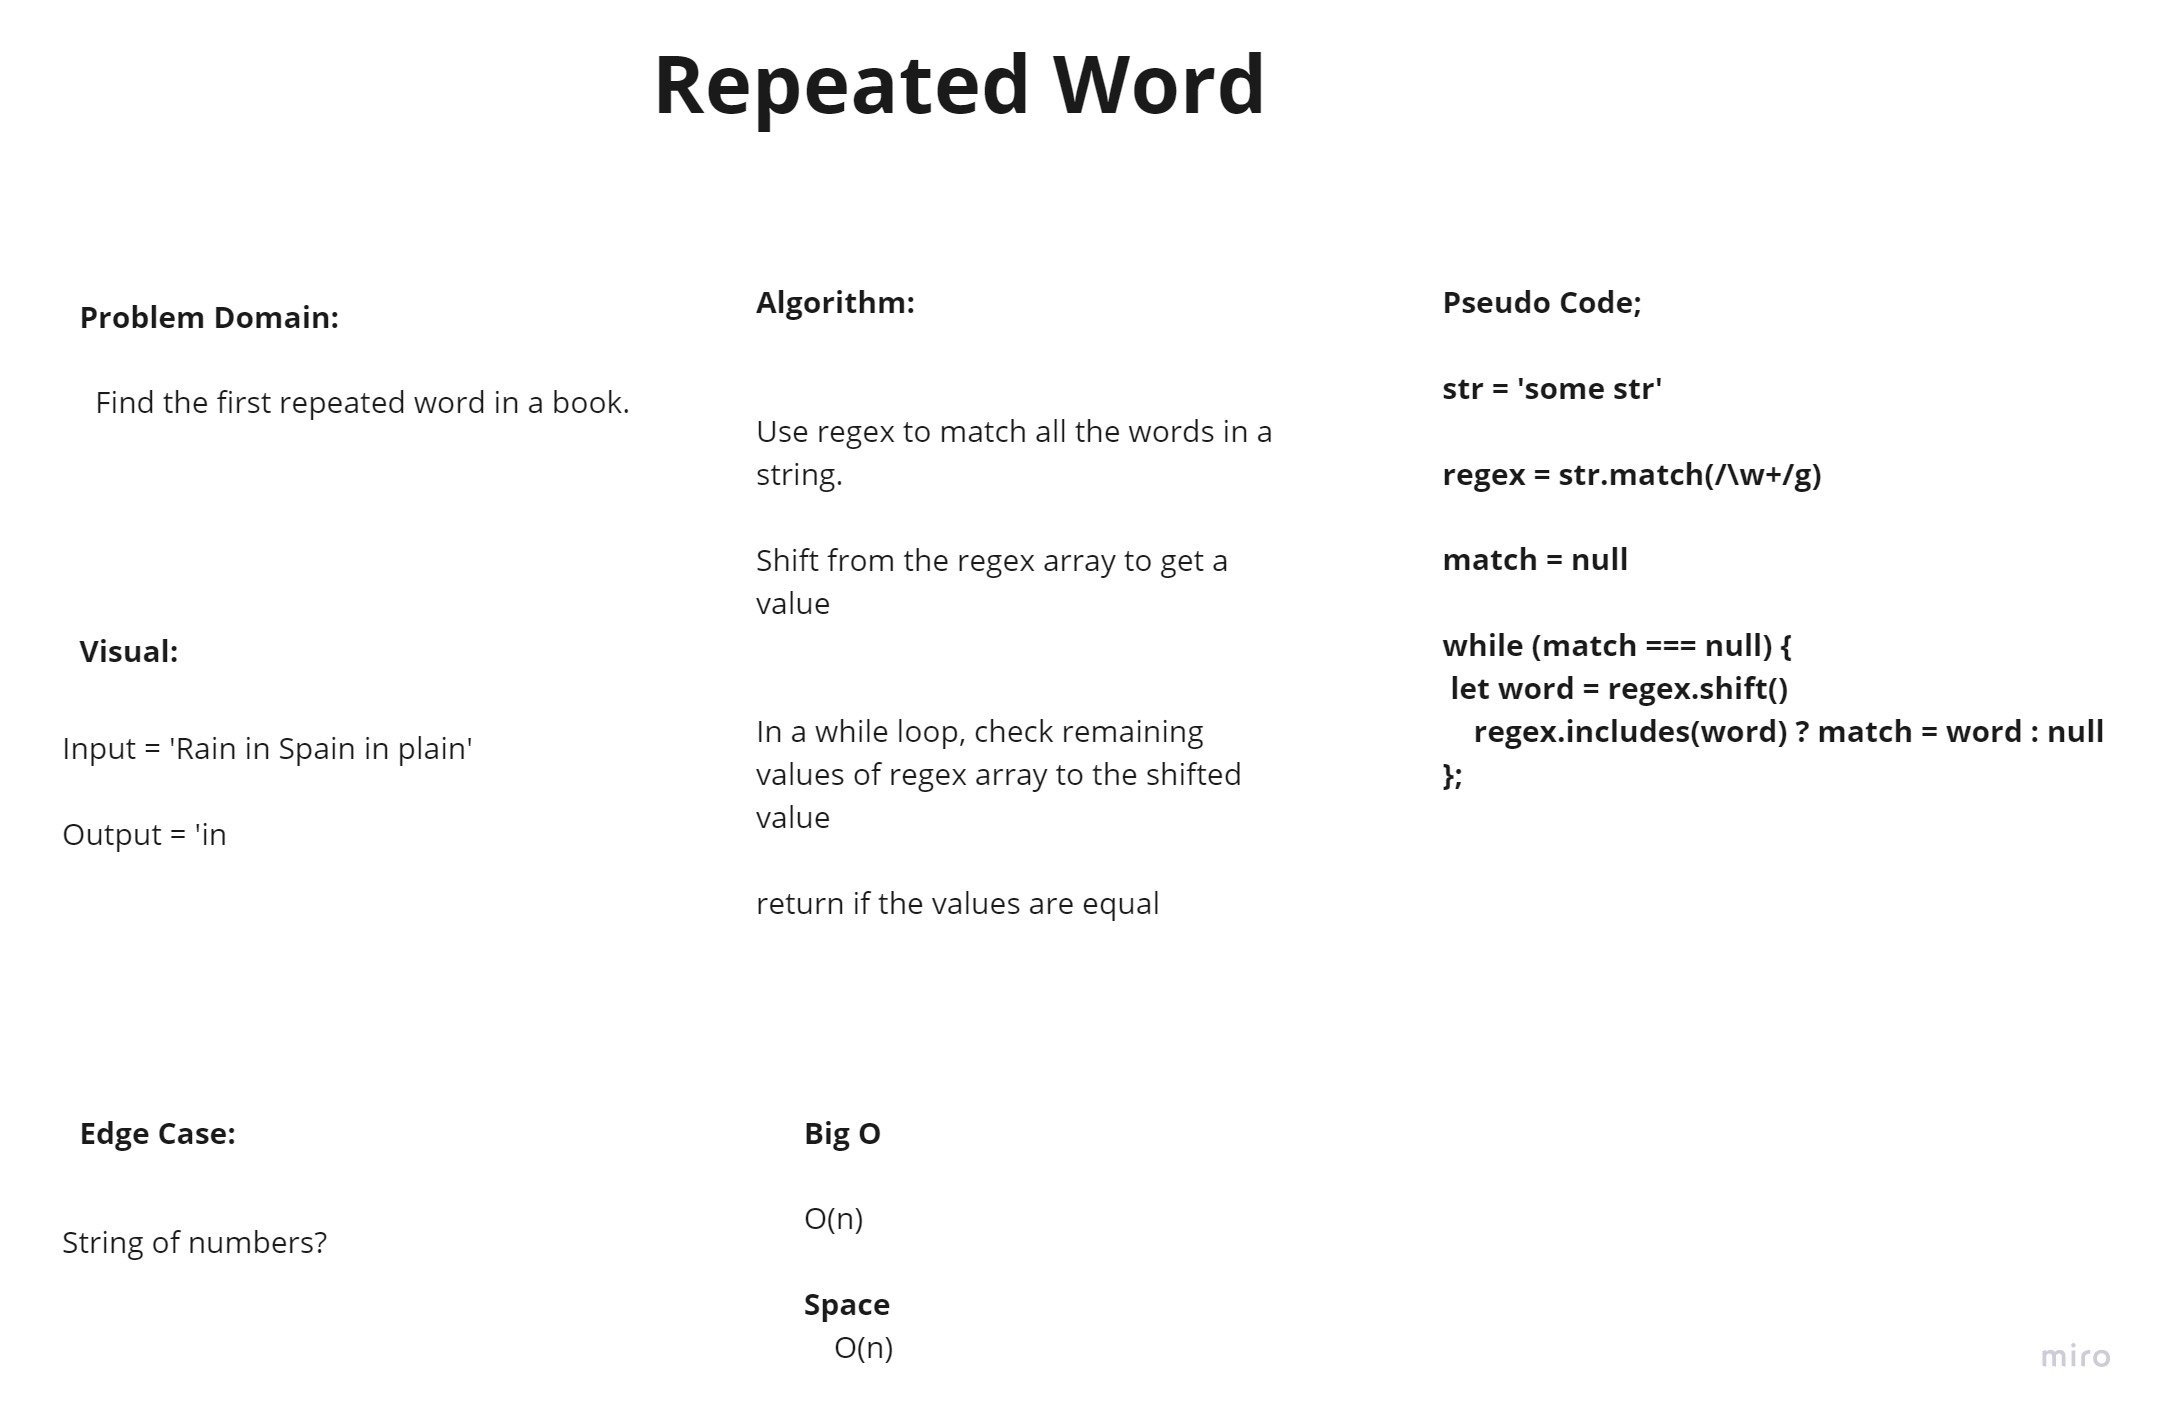 Repeated Word
Problem Domain:
Find the first repeated word in a book.
Visual:
Input = 'Rain in Spain in plain'
Output = 'in
Edge Case:
String of numbers?
Algorithm:
Use regex to match all the words in a
string.
Shift from the regex array to get a
value
In a while loop, check remaining
values of regex array to the shifted
value
return if the values are equal
Big O
O(n)
Space
O(n)
Pseudo Code;
str = 'some str'
regex = str.match(/\w+/g)
match = null
while (match === null) {
let word = regex.shift()
regex.includes(word) ? match = word : null
};
miro